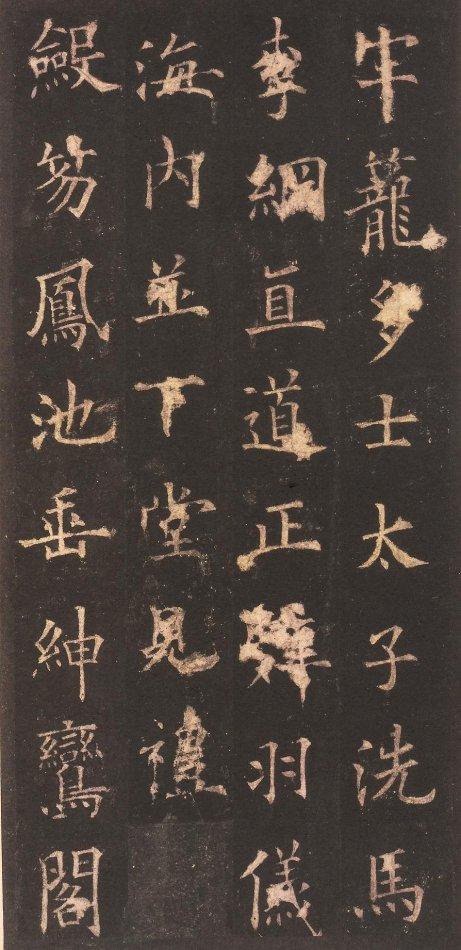 牢籠多士太子洗馬
李綱直道正辭羽儀
海内並下堂見禮
斂笏鳳池垂紳鸞閣